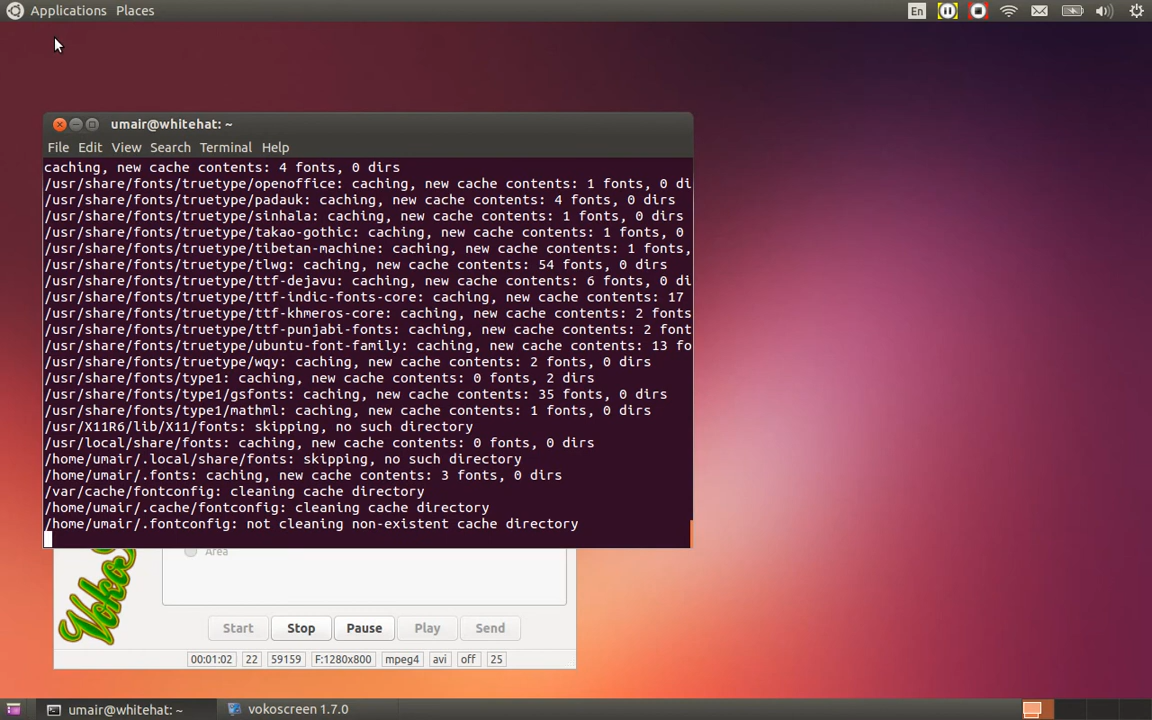 Applications Places En
umair@whitehat: ~
File Edit View Search Terminal Help
caching, new cache contents: 4 fonts, 0 dirs
/usr/share/fonts/truetype/openoffice: caching, new cache contents: 1 fonts, 0 di
/usr/share/fonts/truetype/padauk: caching, new cache contents: 4 fonts, 0 dirs
/usr/share/fonts/truetype/sinhala: caching, new cache contents: 1 fonts, 0 dirs
/usr/share/fonts/truetype/takao-gothic: caching, new cache contents: 1 fonts, 0
/usr/share/fonts/truetype/tibetan-machine: caching, new cache contents: 1 fonts,
/usr/share/fonts/truetype/tlwg: caching, new cache contents: 54 fonts, 0 dirs
/usr/share/fonts/truetype/ttf-dejavu: caching, new cache contents: 6 fonts, 0 di
/usr/share/fonts/truetype/ttf-indic-fonts-core: caching, new cache contents: 17
/usr/share/fonts/truetype/ttf-khmeros-core: caching, new cache contents: 2 fonts
/usr/share/fonts/truetype/ttf-punjabi-fonts: caching, new cache contents: 2 font
/usr/share/fonts/truetype/ubuntu-font-family: caching, new cache contents: 13 fo
/usr/share/fonts/truetype/wqy: caching, new cache contents: 2 fonts, 0 dirs
/usr/share/fonts/type1: caching, new cache contents: 0 fonts, 2 dirs
/usr/share/fonts/type1/gsfonts: caching, new cache contents: 35 fonts, 0 dirs
/usr/share/fonts/type1/mathml: caching, new cache contents: 1 fonts, 0 dirs
/usr/X11R6/lib/X11/fonts: skipping, no such directory
/usr/local/share/fonts: caching, new cache contents: 0 fonts, 0 dirs
/home/umair/.local/share/fonts: skipping, no such directory
/home/umair/.fonts: caching, new cache contents: 3 fonts, 0 dirs
/var/cache/fontconfig: cleaning cache directory
/home/umair/.cache/fontconfig: cleaning cache directory
/home/umair/.fontconfig: not cleaning non-existent cache directory
Area
Voko
Start Stop Pause Play Send
00:01:02 22 59159 F:1280x800 mpeg4 avi off 25
umair@whitehat: ~ vokoscreen 1.7.0